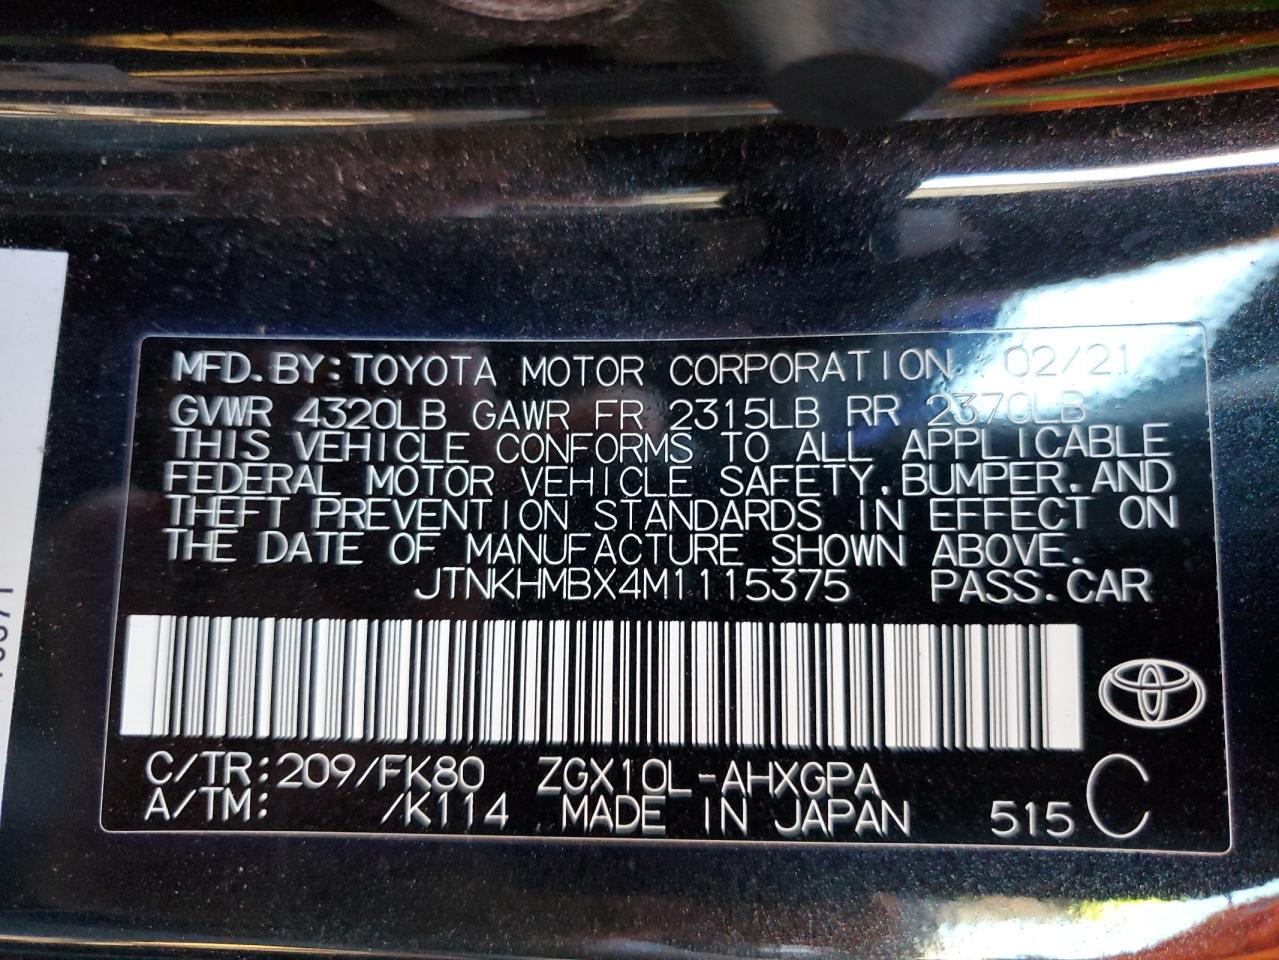 MFD. BY: TOYOTA MOTOR CORPORATION 02/21
GVWR 4320LB GAWR FR 2315LB RR 2370LB
THIS VEHICLE CONFORMS TO ALL APPLICABLE
FEDERAL MOTOR VEHICLE SAFETY, BUMPER, AND
THEFT PREVENTION STANDARDS IN EFFECT ON
THE DATE OF MANUFACTURE SHOWN ABOVE.
JTNKHMBX4M1115375 PASS. CAR
C/TR: 209/FK80 ZGX10L-AHXGPA
A/TM: /K114 MADE IN JAPAN 515 C